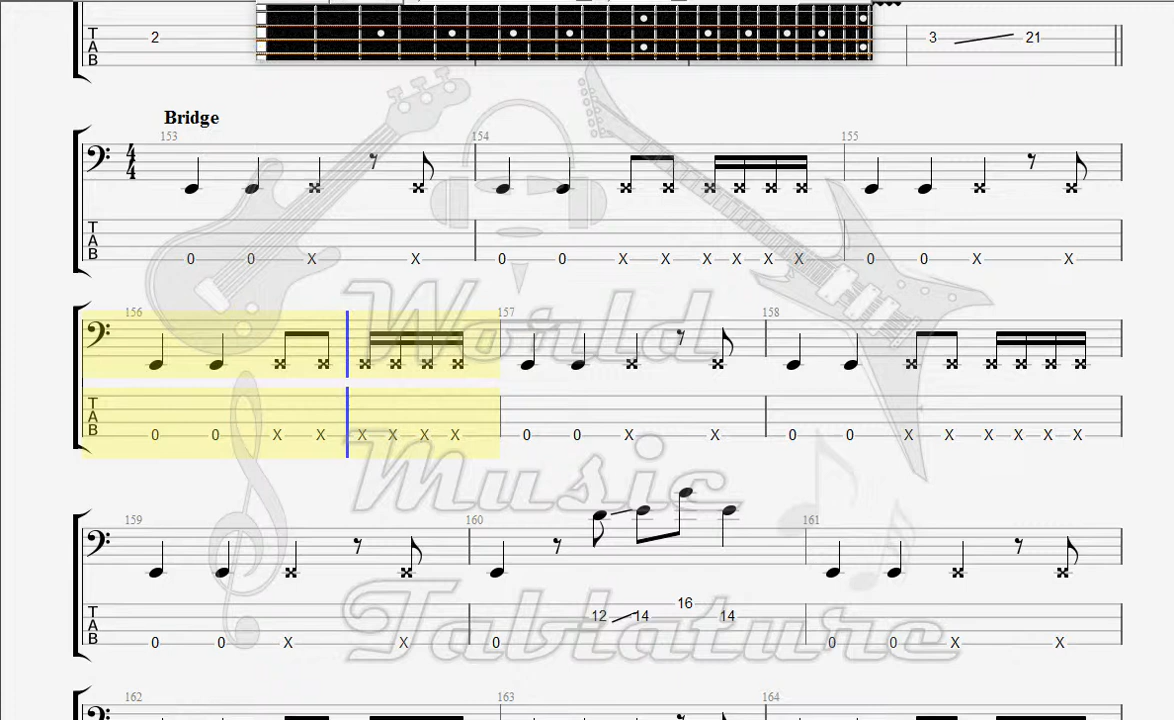 T
A
B
2
3 21
Bridge
153 154 155
4
4
T
A
B
0 0 X X 0 0 X X X X X X 0 0 X X
World
156 157 158
T
A
B
0 0 X X X X X X 0 0 X X 0 0 X X X X X X
Music
159 160 161
16
T
A
B
12 14 14
0 0 X X 0 0 0 X X
Tablature
162 163 164